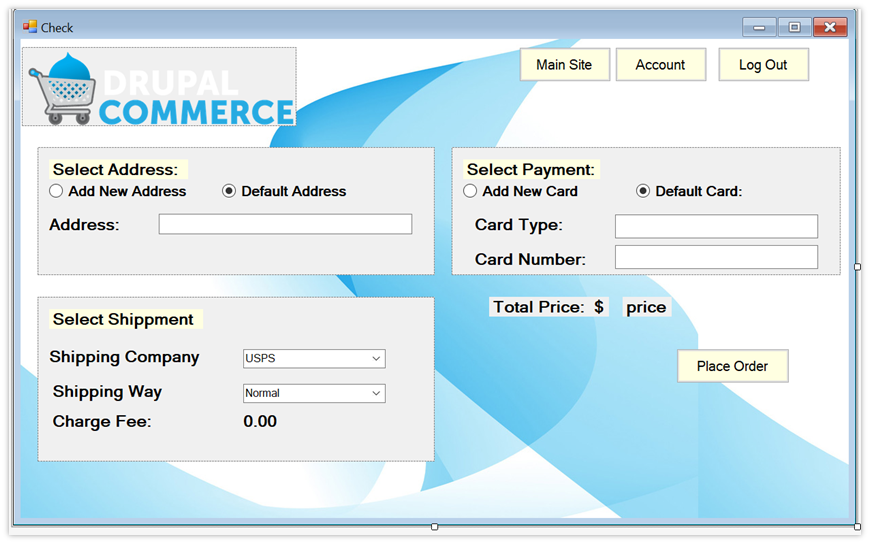 Check
DRUPAL
COMMERCE
Main Site
Account
Log Out
Select Address:
Add New Address
Default Address
Address:
Select Payment:
Add New Card
Default Card:
Card Type:
Card Number:
Select Shippment
Shipping Company
USPS
Shipping Way
Normal
Charge Fee:
0.00
Total Price: $
price
Place Order